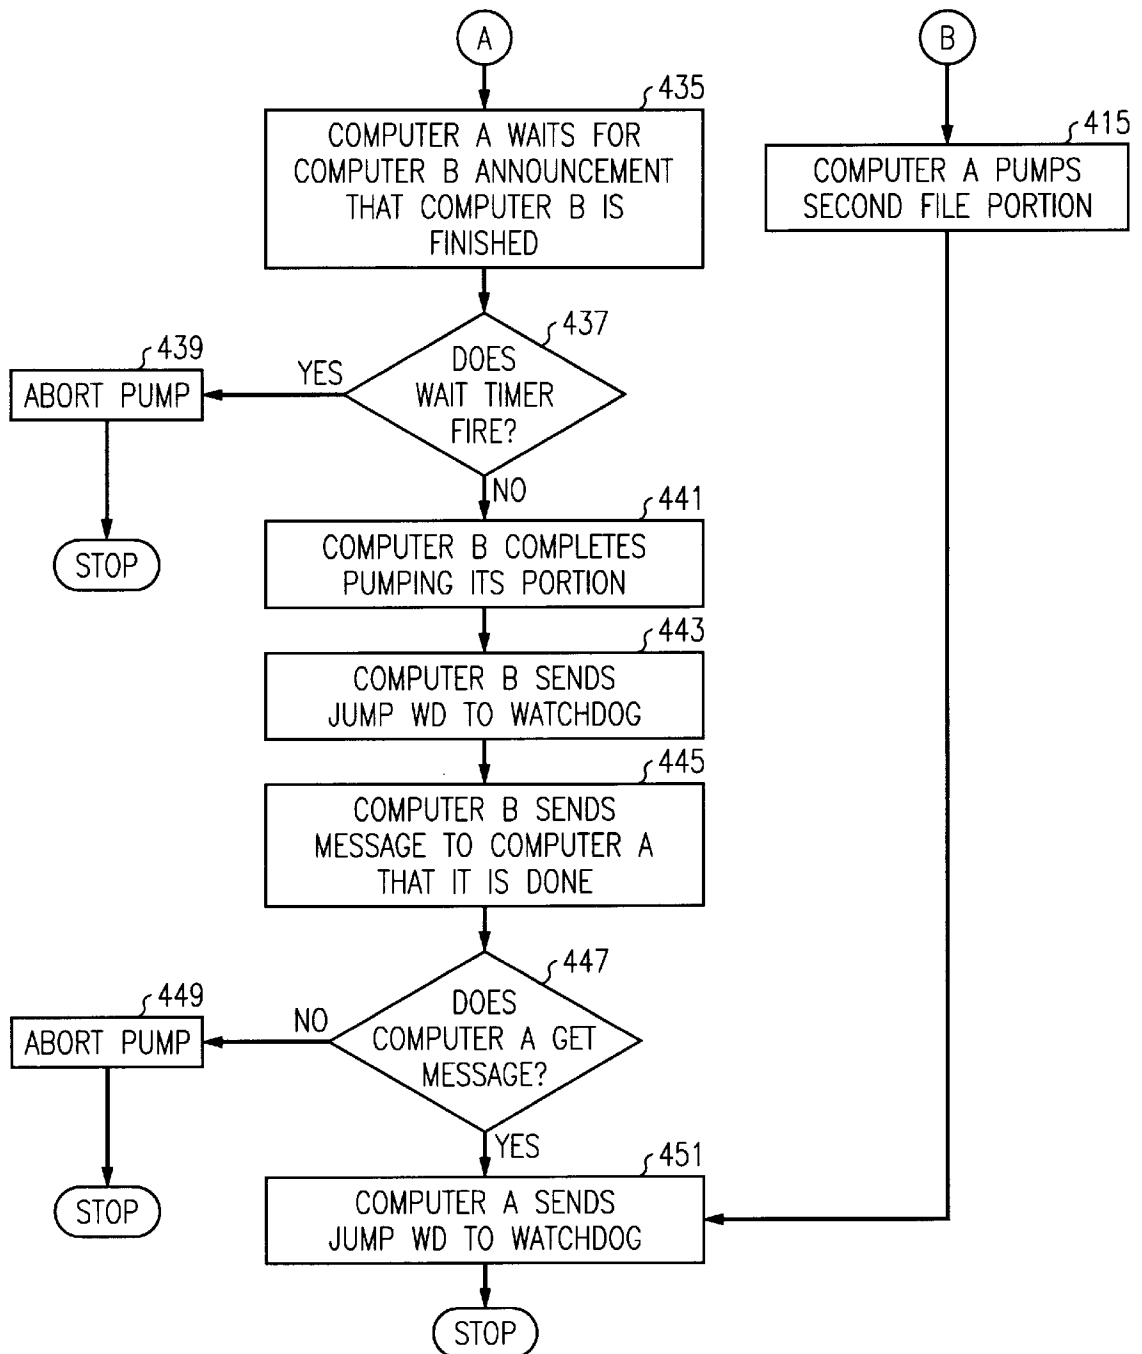 A
B
435
COMPUTER A WAITS FOR
COMPUTER B ANNOUNCEMENT
THAT COMPUTER B IS
FINISHED
415
COMPUTER A PUMPS
SECOND FILE PORTION
437
DOES
WAIT TIMER
FIRE?
YES
439
ABORT PUMP
STOP
NO
441
COMPUTER B COMPLETES
PUMPING ITS PORTION
443
COMPUTER B SENDS
JUMP WD TO WATCHDOG
445
COMPUTER B SENDS
MESSAGE TO COMPUTER A
THAT IT IS DONE
447
DOES
COMPUTER A GET
MESSAGE?
NO
449
ABORT PUMP
STOP
YES
451
COMPUTER A SENDS
JUMP WD TO WATCHDOG
STOP